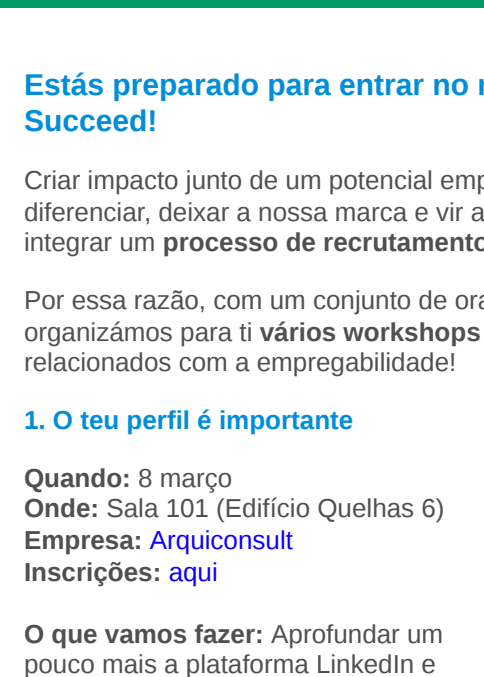 Estás preparado para entrar no
Succeed!
Criar impacto junto de um potencial
diferenciar, deixar a nossa marca e vir a
integrar um processo de recrutamento
Por essa razão, com um conjunto de
organizámos para ti vários workshops
relacionados com a empregabilidade!
1. O teu perfil é importante
Quando: 8 março
Onde: Sala 101 (Edifício Quelhas 6)
Empresa: Arquiconsult
Inscrições: aqui
O que vamos fazer: Aprofundar um
pouco mais a plataforma LinkedIn e